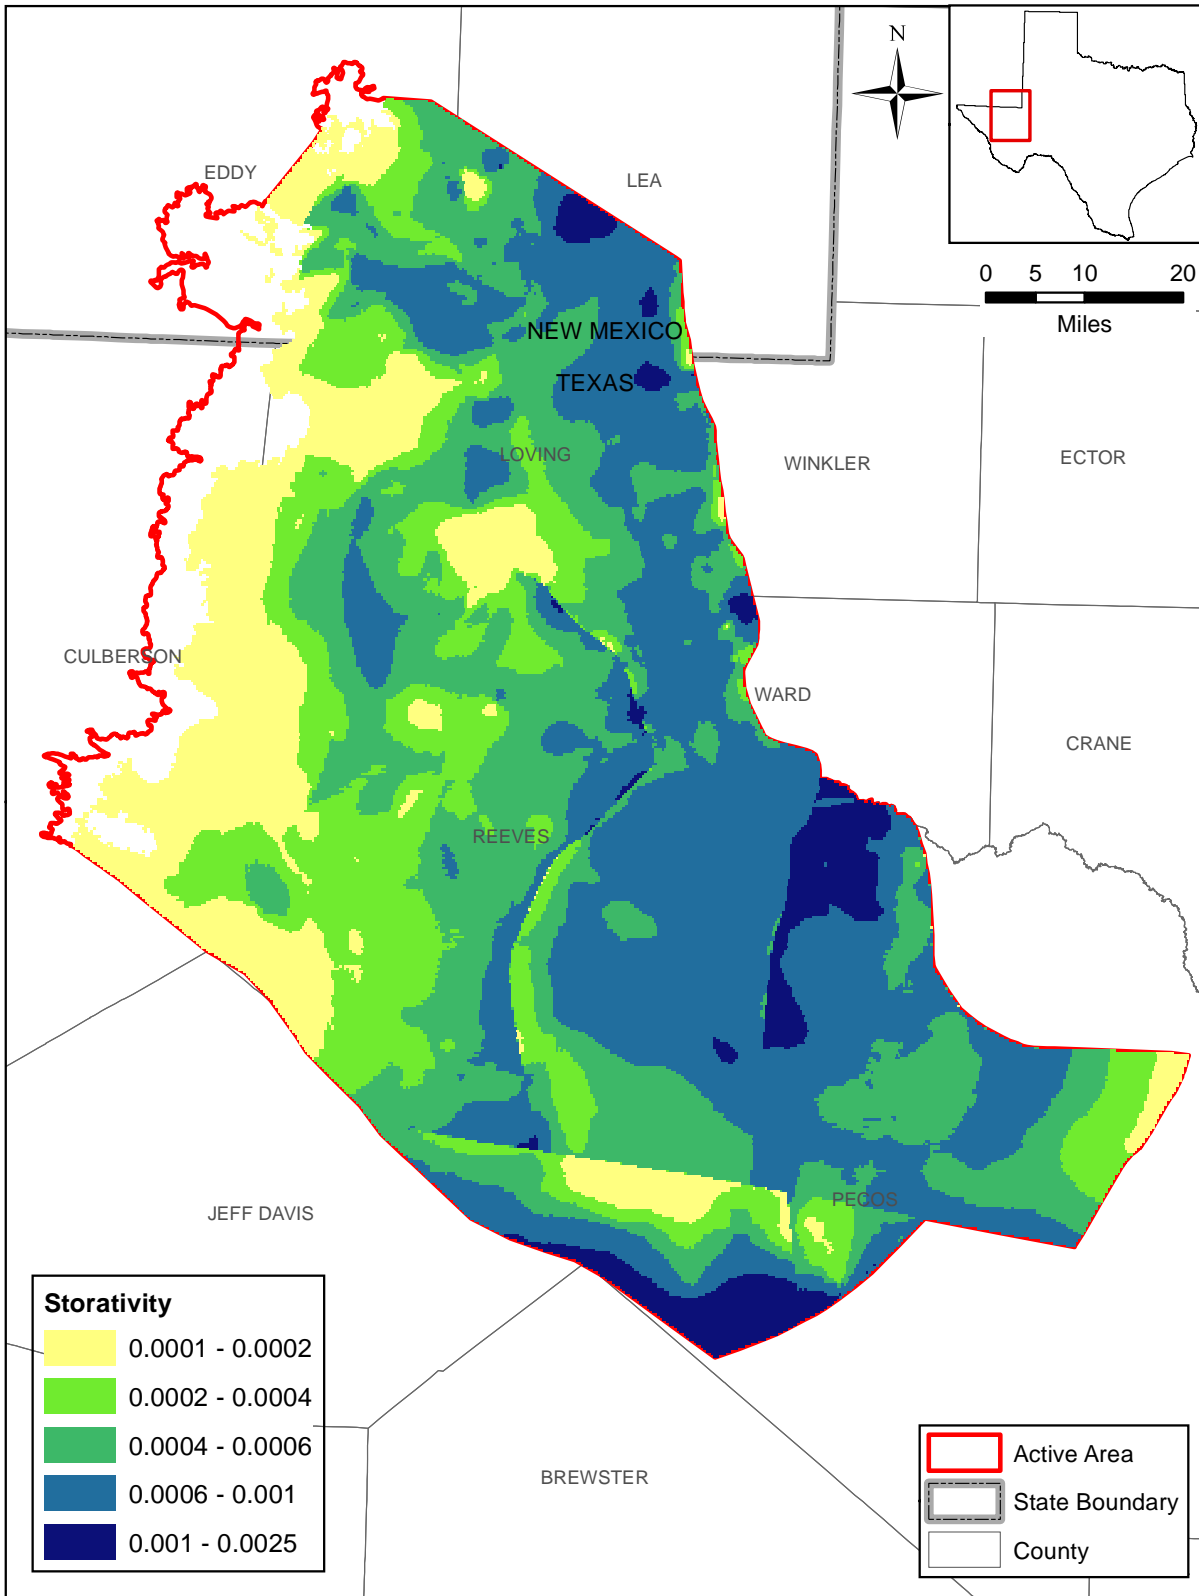 N
EDDY
LEA
0 5 10 20
Miles
NEW MEXICO
TEXAS
LOVING
WINKLER
ECTOR
CULBERSON
WARD
CRANE
REEVES
PECOS
JEFF DAVIS
BREWSTER
Storativity
0.0001 - 0.0002
0.0002 - 0.0004
0.0004 - 0.0006
0.0006 - 0.001
0.001 - 0.0025
Active Area
State Boundary
County